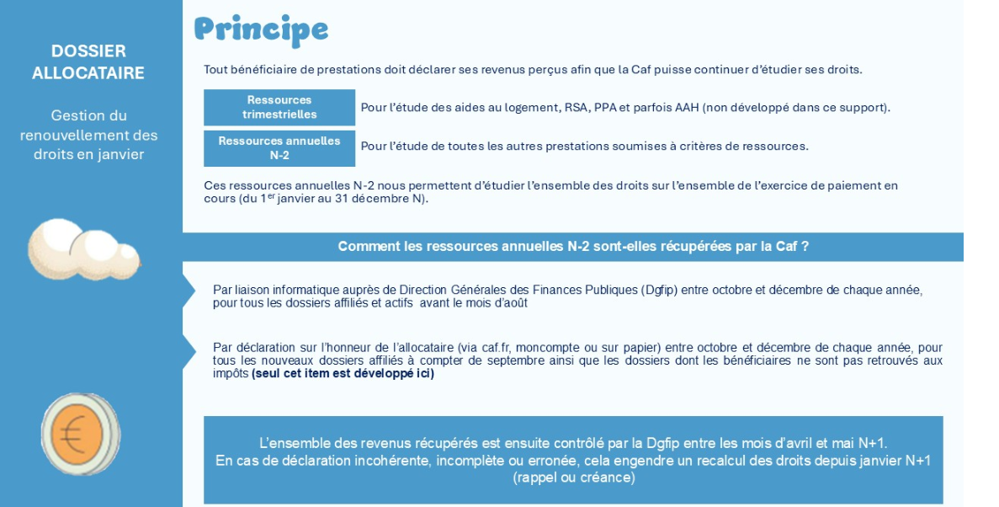 DOSSIER
ALLOCATAIRE
Gestion du
renouvellement des
droits en janvier
Principe
Tout bénéficiaire de prestations doit déclarer ses revenus perçus afin que la Caf puisse continuer d'étudier ses droits.
Ressources
trimestrielles
Pour l'étude des aides au logement, RSA, PPA et parfois AAH (non développé dans ce support).
Ressources annuelles
N-2
Pour l'étude de toutes les autres prestations soumises à critères de ressources.
Ces ressources annuelles N-2 nous permettent d'étudier l'ensemble des droits sur l'ensemble de l'exercice de paiement en
cours (du 1er janvier au 31 décembre N).
Comment les ressources annuelles N-2 sont-elles récupérées par la Caf ?
Par liaison informatique auprès de Direction Générales des Finances Publiques (Dgfip) entre octobre et décembre de chaque année,
pour tous les dossiers affiliés et actifs avant le mois d'août
Par déclaration sur l'honneur de l'allocataire (via caf.fr, moncompte ou sur papier) entre octobre et décembre de chaque année, pour
tous les nouveaux dossiers affiliés à compter de septembre ainsi que les dossiers dont les bénéficiaires ne sont pas retrouvés aux
impôts (seul cet item est développé ici)
L'ensemble des revenus récupérés est ensuite contrôlé par la Dgfip entre les mois d'avril et mai N+1.
En cas de déclaration incohérente, incomplète ou erronée, cela engendre un recalcul des droits depuis janvier N+1
(rappel ou créance)